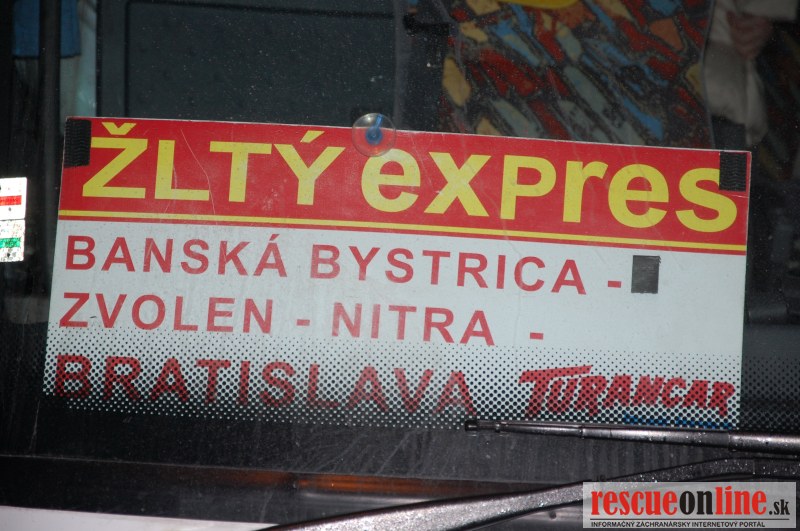 ŽLTÝ exPres
BANSKÁ BYSTRICA -
ZVOLEN - NITRA -
BRATISLAVA TURANCAR
rescueonline.sk
INFORMAČNÝ ZÁCHRANÁRSKY INTERNETOVÝ PORTÁL